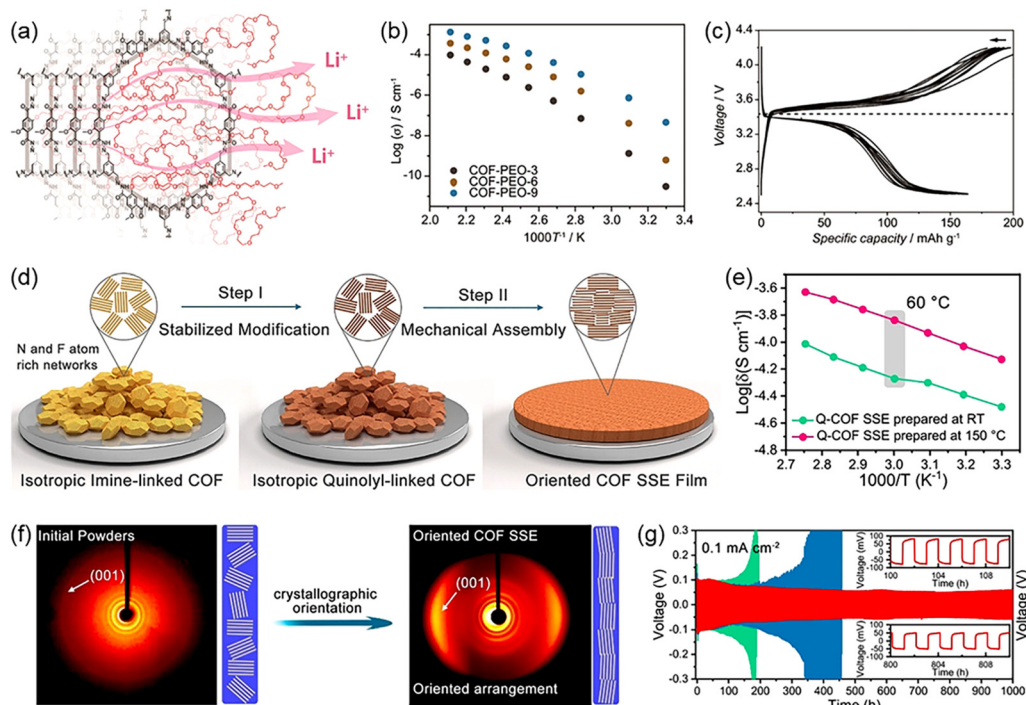 (a)
Li⁺
Li⁺
Li⁺
(b)
Log (σ) / S cm⁻¹
-4
-6
-8
-10
COF-PEO-3
COF-PEO-6
COF-PEO-9
2.0 2.2 2.4 2.6 2.8 3.0 3.2 3.4
1000T⁻¹ / K
(c)
Voltage / V
4.2
3.6
3.0
2.4
0 50 100 150 200
Specific capacity / mAh g⁻¹
(d)
Step I
Stabilized Modification
Step II
Mechanical Assembly
N and F atom
rich networks
Isotropic Imine-linked COF
Isotropic Quinolyl-linked COF
Oriented COF SSE Film
(e)
Log[δ(S cm⁻¹)]
-3.6
-3.8
-4.0
-4.2
-4.4
-4.6
-4.8
60 °C
Q-COF SSE prepared at RT
Q-COF SSE prepared at 150 °C
2.7 2.8 2.9 3.0 3.1 3.2 3.3
1000/T (K⁻¹)
(f)
Initial Powders
(001)
crystallographic
orientation
Oriented COF SSE
(001)
Oriented arrangement
(g)
Voltage (V)
0.3
0.2
0.1
0.0
-0.1
-0.2
-0.3
0.1 mA cm⁻²
Voltage (mV)
100
50
0
-50
-100
100 104 108
Time (h)
Voltage (mV)
100
50
0
-50
-100
800 804 808
Time (h)
0 100 200 300 400 500 600 700 800 900 1000
Time (h)
Voltage (V)